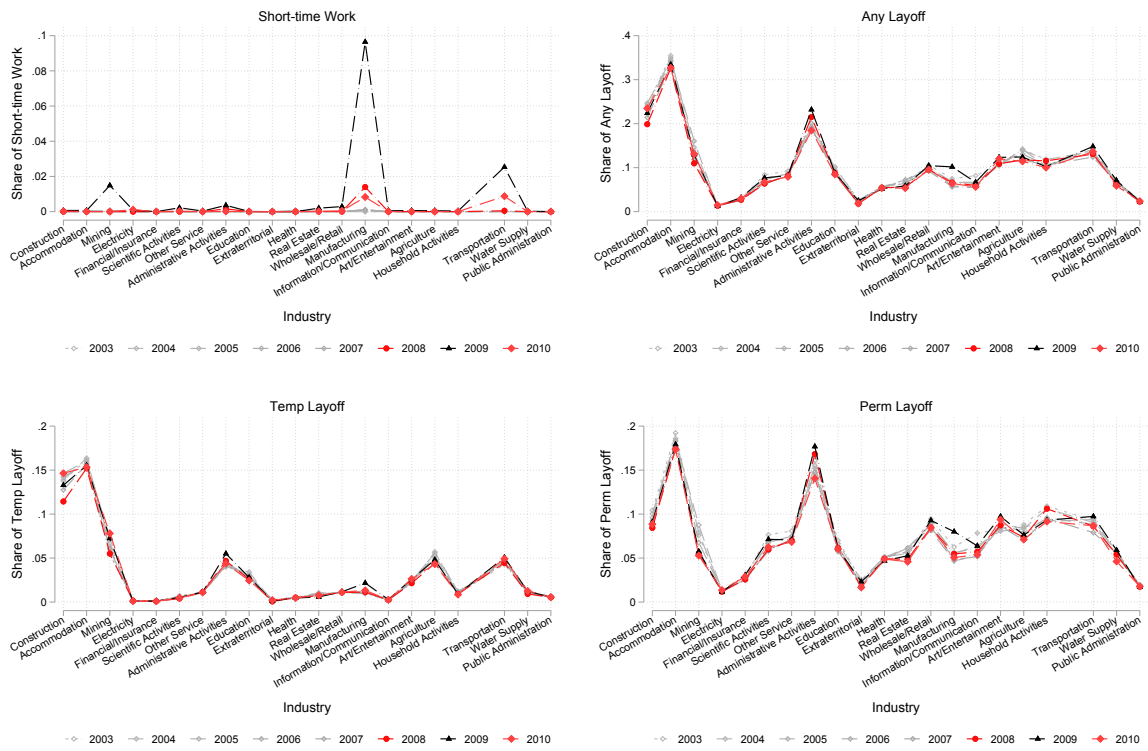 Short-time Work
Share of Short-time Work
.1
.08
.06
.04
.02
0
Construction
Accommodation
Mining
Electricity
Financial/Insurance
Scientific Activities
Other Service
Administrative Activities
Education
Extraterritorial
Health
Real Estate
Wholesale/Retail
Manufacturing
Information/Communication
Art/Entertainment
Agriculture
Household Activities
Transportation
Water Supply
Public Administration
Industry
2003 2004 2005 2006 2007 2008 2009 2010
Any Layoff
Share of Any Layoff
.4
.3
.2
.1
0
Construction
Accommodation
Mining
Electricity
Financial/Insurance
Scientific Activities
Other Service
Administrative Activities
Education
Extraterritorial
Health
Real Estate
Wholesale/Retail
Manufacturing
Information/Communication
Art/Entertainment
Agriculture
Household Activities
Transportation
Water Supply
Public Administration
Industry
2003 2004 2005 2006 2007 2008 2009 2010
Temp Layoff
Share of Temp Layoff
.2
.15
.1
.05
0
Construction
Accommodation
Mining
Electricity
Financial/Insurance
Scientific Activities
Other Service
Administrative Activities
Education
Extraterritorial
Health
Real Estate
Wholesale/Retail
Manufacturing
Information/Communication
Art/Entertainment
Agriculture
Household Activities
Transportation
Water Supply
Public Administration
Industry
2003 2004 2005 2006 2007 2008 2009 2010
Perm Layoff
Share of Perm Layoff
.2
.15
.1
.05
0
Construction
Accommodation
Mining
Electricity
Financial/Insurance
Scientific Activities
Other Service
Administrative Activities
Education
Extraterritorial
Health
Real Estate
Wholesale/Retail
Manufacturing
Information/Communication
Art/Entertainment
Agriculture
Household Activities
Transportation
Water Supply
Public Administration
Industry
2003 2004 2005 2006 2007 2008 2009 2010